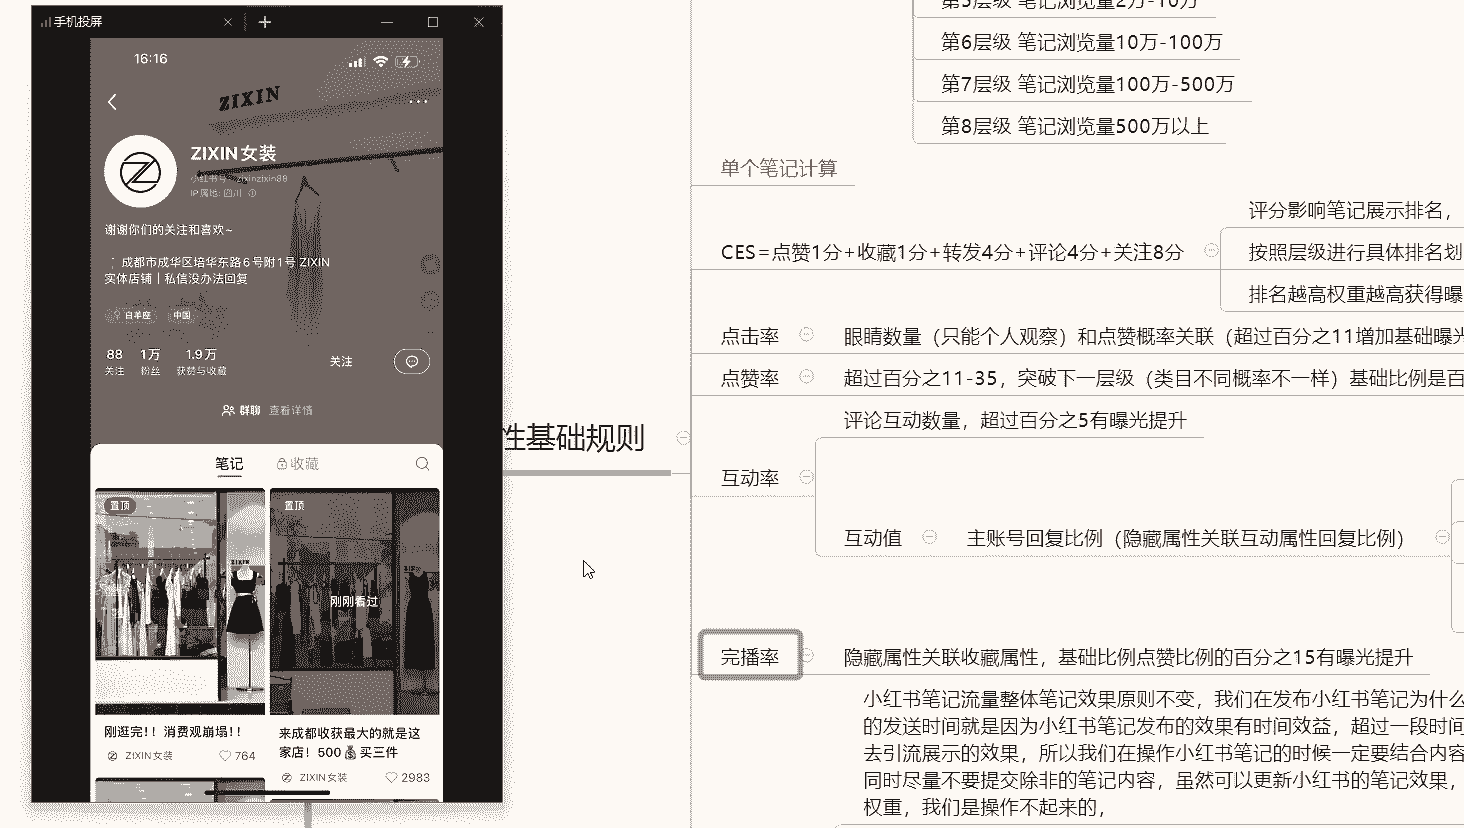 手机投屏
16:16
ZIXIN
ZIXIN女装
小红书号: zixinzixin88
IP属地: 四川
谢谢你们的关注和喜欢~
成都市成华区培华东路6号附1号 ZIXIN
实体店铺 | 私信没办法回复
白羊座 中国
88 1万 1.9万
关注 粉丝 获赞与收藏
关注
群聊 查看详情
笔记 收藏
置顶
ZIXIN
刚逛完！！消费观崩塌！！
ZIXIN女装 764
置顶
刚刚看过
来成都收获最大的就是这
家店！500💰买三件
ZIXIN女装 2983
性基础规则
第5层级 笔记浏览量2万-10万
第6层级 笔记浏览量10万-100万
第7层级 笔记浏览量100万-500万
第8层级 笔记浏览量500万以上
单个笔记计算
CES=点赞1分+收藏1分+转发4分+评论4分+关注8分
评分影响笔记展示排名，
按照层级进行具体排名划
排名越高权重越高获得曝
点击率 眼睛数量（只能个人观察）和点赞概率关联（超过百分之11增加基础曝光
点赞率 超过百分之11-35，突破下一层级（类目不同概率不一样）基础比例是百
互动率
评论互动数量，超过百分之5有曝光提升
互动值 主账号回复比例（隐藏属性关联互动属性回复比例）
完播率 隐藏属性关联收藏属性，基础比例点赞比例的百分之15有曝光提升
小红书笔记流量整体笔记效果原则不变，我们在发布小红书笔记为什么
的发送时间就是因为小红书笔记发布的效果有时间效益，超过一段时间
去引流展示的效果，所以我们在操作小红书笔记的时候一定要结合内容
同时尽量不要提交除非的笔记内容，虽然可以更新小红书的笔记效果，
权重，我们是操作不起来的，